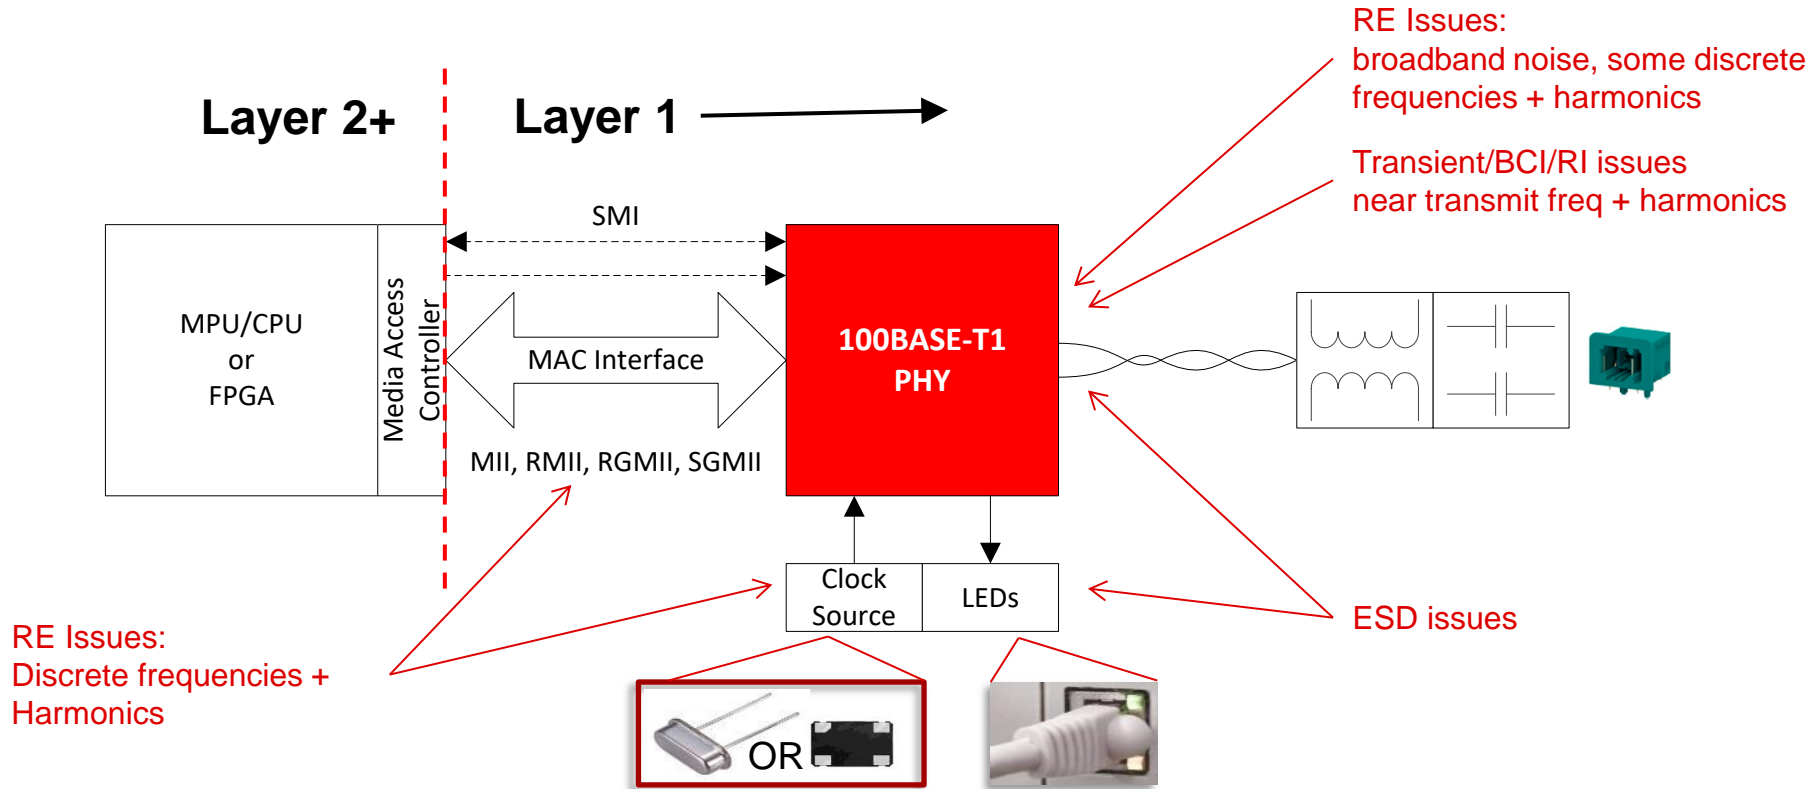 RE Issues:
broadband noise, some discrete
frequencies + harmonics
Layer 2+
Layer 1
Transient/BCI/RI issues
near transmit freq + harmonics
SMI
MPU/CPU
or
FPGA
Media Access
Controller
MAC Interface
100BASE-T1
PHY
MII, RMII, RGMII, SGMII
Clock
Source
LEDs
ESD issues
RE Issues:
Discrete frequencies +
Harmonics
OR